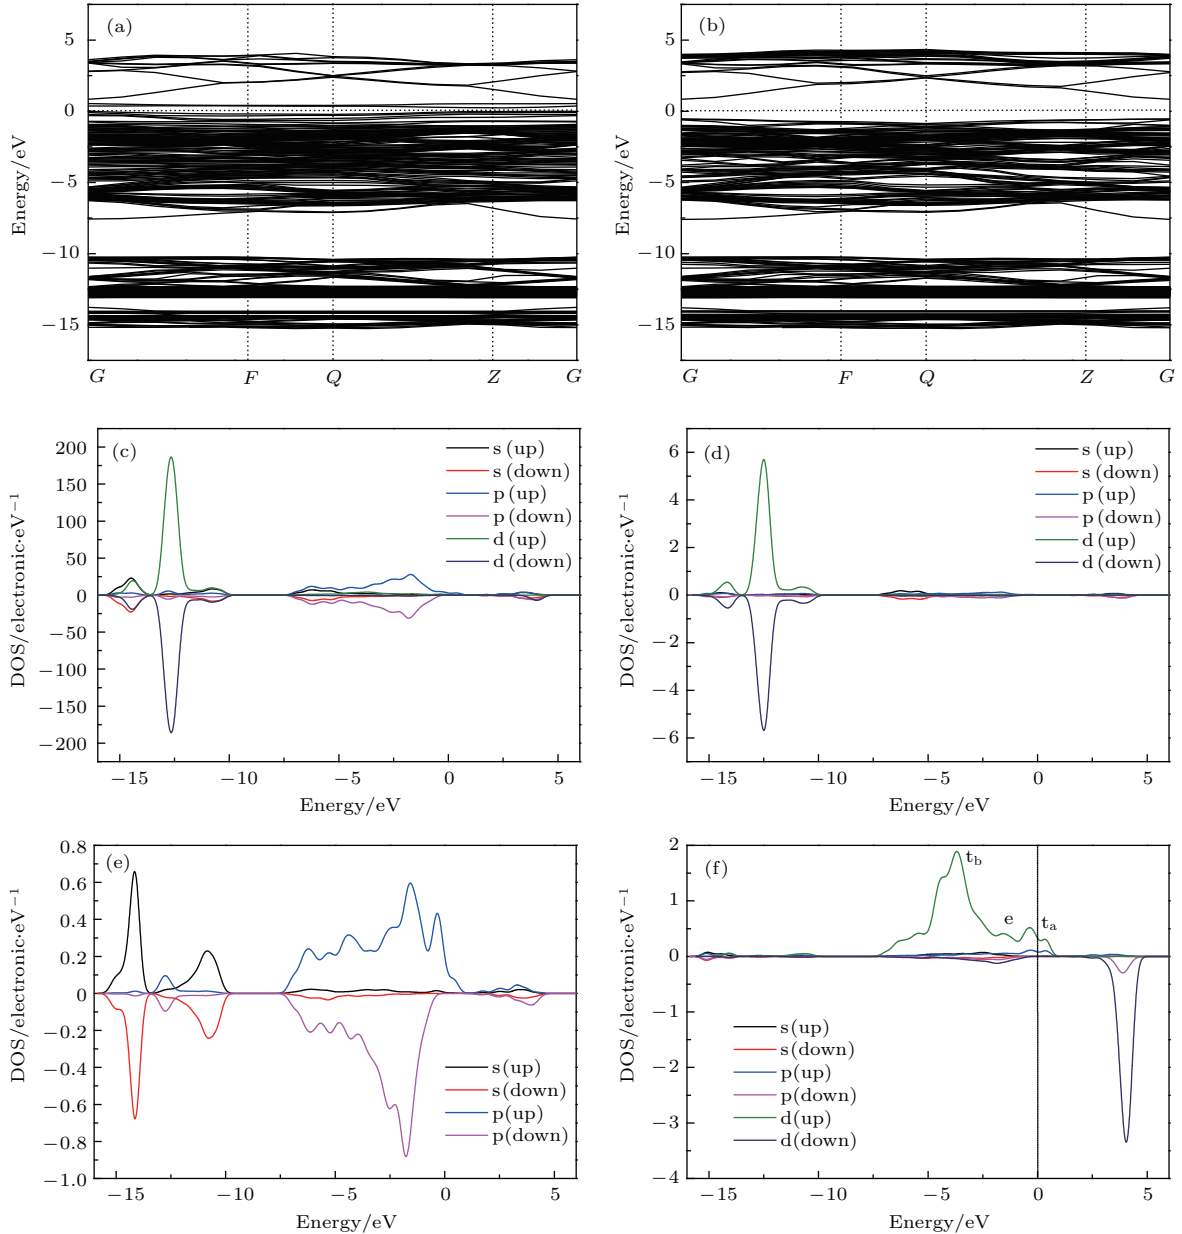 (a)
5
0
−5
−10
−15
Energy/eV
G F Q Z G
(b)
5
0
−5
−10
−15
Energy/eV
G F Q Z G
(c)
s (up)
s (down)
p (up)
p (down)
d (up)
d (down)
200
150
100
50
0
−50
−100
−150
−200
DOS/electronic·eV⁻¹
−15 −10 −5 0 5
Energy/eV
(d)
s (up)
s (down)
p (up)
p (down)
d (up)
d (down)
6
4
2
0
−2
−4
−6
DOS/electronic·eV⁻¹
−15 −10 −5 0 5
Energy/eV
(e)
0.8
0.6
0.4
0.2
0
−0.2
−0.4
−0.6
−0.8
−1.0
DOS/electronic·eV⁻¹
s(up)
s(down)
p(up)
p(down)
−15 −10 −5 0 5
Energy/eV
(f)
t_b
e
t_a
2
1
0
−1
−2
−3
−4
DOS/electronic·eV⁻¹
s(up)
s(down)
p(up)
p(down)
d(up)
d(down)
−15 −10 −5 0 5
Energy/eV